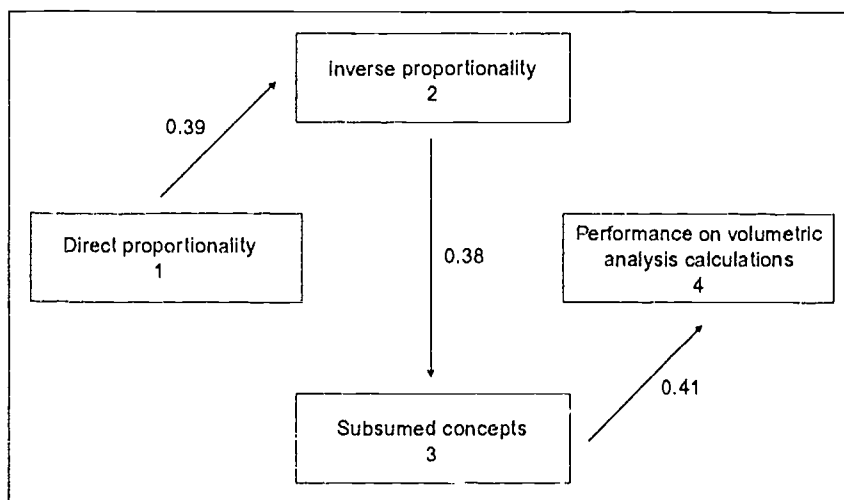 Inverse proportionality
2
0.39
Direct proportionality
1
0.38
Performance on volumetric
analysis calculations
4
0.41
Subsumed concepts
3